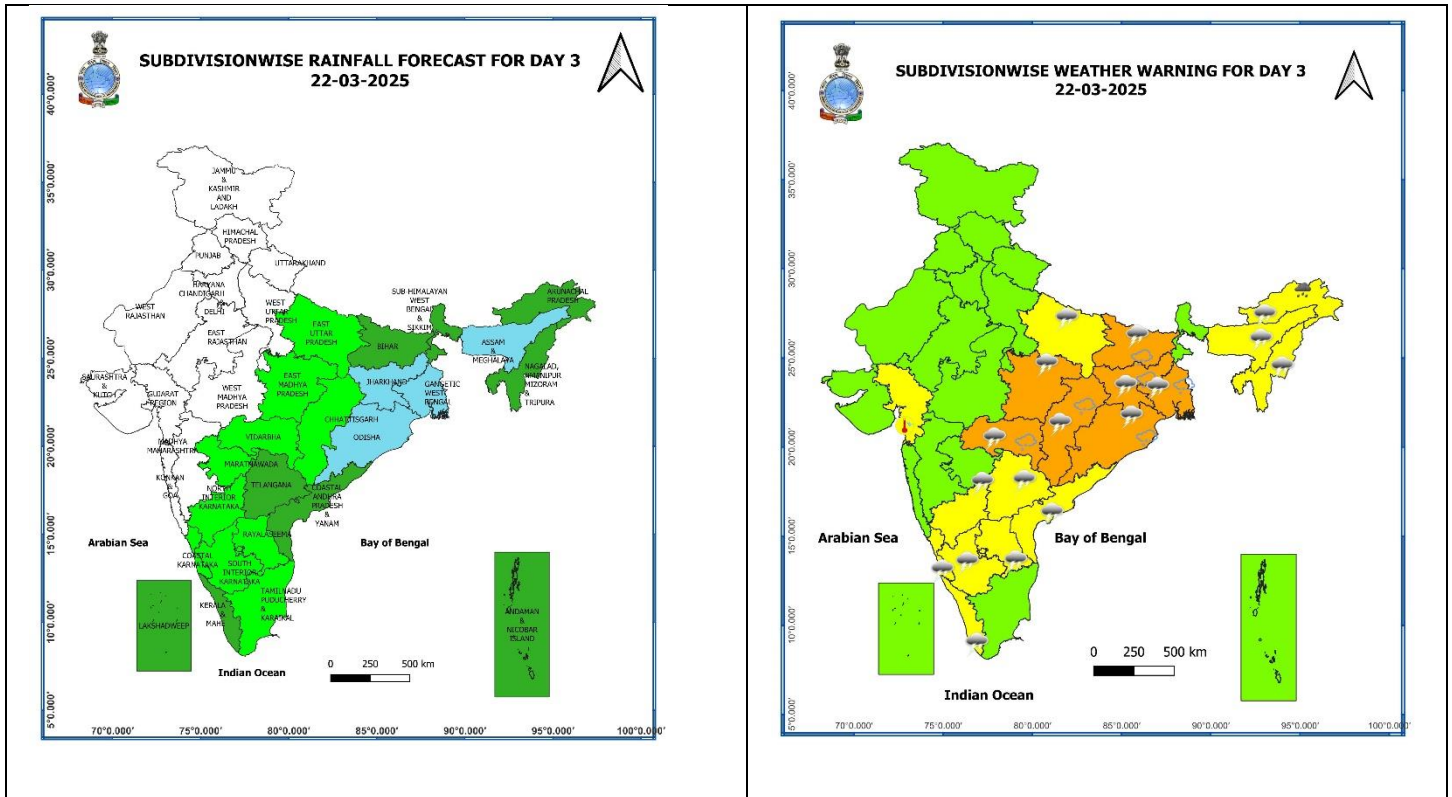 SUBDIVISIONWISE RAINFALL FORECAST FOR DAY 3
22-03-2025
40°0.000'
35°0.000'
30°0.000'
25°0.000'
20°0.000'
15°0.000'
10°0.000'
5°0.000'
JAMMU
&
KASHMIR
AND
LADAKH
HIMACHAL
PRADESH
PUNJAB
UTTARAKHAND
HARYANA
CHANDIGARH
DELHI
WEST
RAJASTHAN
WEST
UTTAR
PRADESH
EAST
RAJASTHAN
EAST
UTTAR
PRADESH
SUB-HIMALAYAN
WEST
BENGAL
&
SIKKIM
ARUNACHAL
PRADESH
BIHAR
ASSAM
&
MEGHALAYA
NAGALAD,
MANIPUR
MIZORAM
&
TRIPURA
SAURASHTRA
&
KUTCH
GUJARAT
REGION
WEST
MADHYA
PRADESH
EAST
MADHYA
PRADESH
JHARKHAND
GANGETIC
WEST
BENGAL
CHHATTISGARH
ODISHA
VIDARBHA
MADHYA
MAHARASHTRA
MARATHAWADA
KONKAN
&
GOA
TELANGANA
NORTH
INTERIOR
KARNATAKA
COASTAL
ANDHRA
PRADESH
&
YANAM
RAYALASEEMA
COASTAL
KARNATAKA
SOUTH
INTERIOR
KARNATAKA
TAMILNADU
PUDUCHERRY
&
KARAIKAL
KERALA
&
MAHE
LAKSHADWEEP
ANDAMAN
&
NICOBAR
ISLAND
Arabian Sea
Bay of Bengal
Indian Ocean
0 250 500 km
70°0.000' 75°0.000' 80°0.000' 85°0.000' 90°0.000' 95°0.000' 100°0.000'
SUBDIVISIONWISE WEATHER WARNING FOR DAY 3
22-03-2025
40°0.000'
35°0.000'
30°0.000'
25°0.000'
20°0.000'
15°0.000'
10°0.000'
5°0.000'
Arabian Sea
Bay of Bengal
Indian Ocean
0 250 500 km
70°0.000' 75°0.000' 80°0.000' 85°0.000' 90°0.000' 95°0.000' 100°0.000'